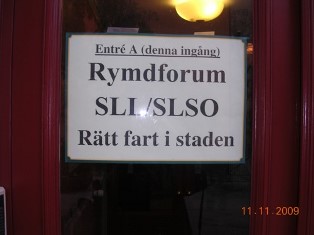 Entré A (denna ingång)
Rymdforum
SLL/SLSO
Rätt fart i staden
11.11.2009